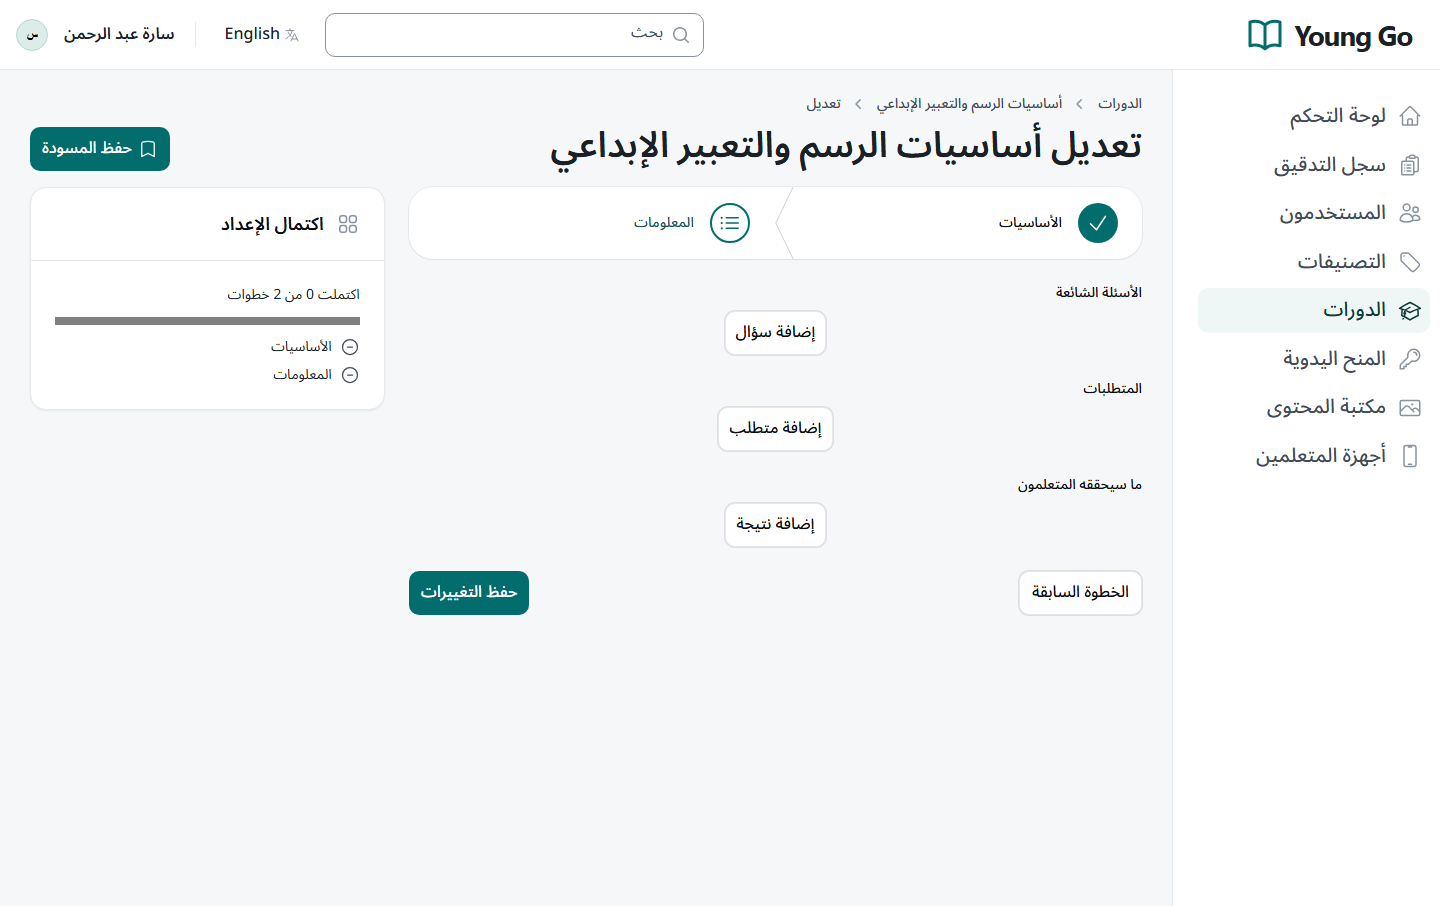 Young Go
بحث
English
سارة عبد الرحمن
س
لوحة التحكم
سجل التدقيق
المستخدمون
التصنيفات
الدورات
المنح اليدوية
مكتبة المحتوى
أجهزة المتعلمين
الدورات
أساسيات الرسم والتعبير الإبداعي
تعديل
تعديل أساسيات الرسم والتعبير الإبداعي
حفظ المسودة
الأساسيات
المعلومات
الأسئلة الشائعة
إضافة سؤال
المتطلبات
إضافة متطلب
ما سيحققه المتعلمون
إضافة نتيجة
الخطوة السابقة
حفظ التغييرات
اكتمال الإعداد
اكتملت 0 من 2 خطوات
الأساسيات
المعلومات